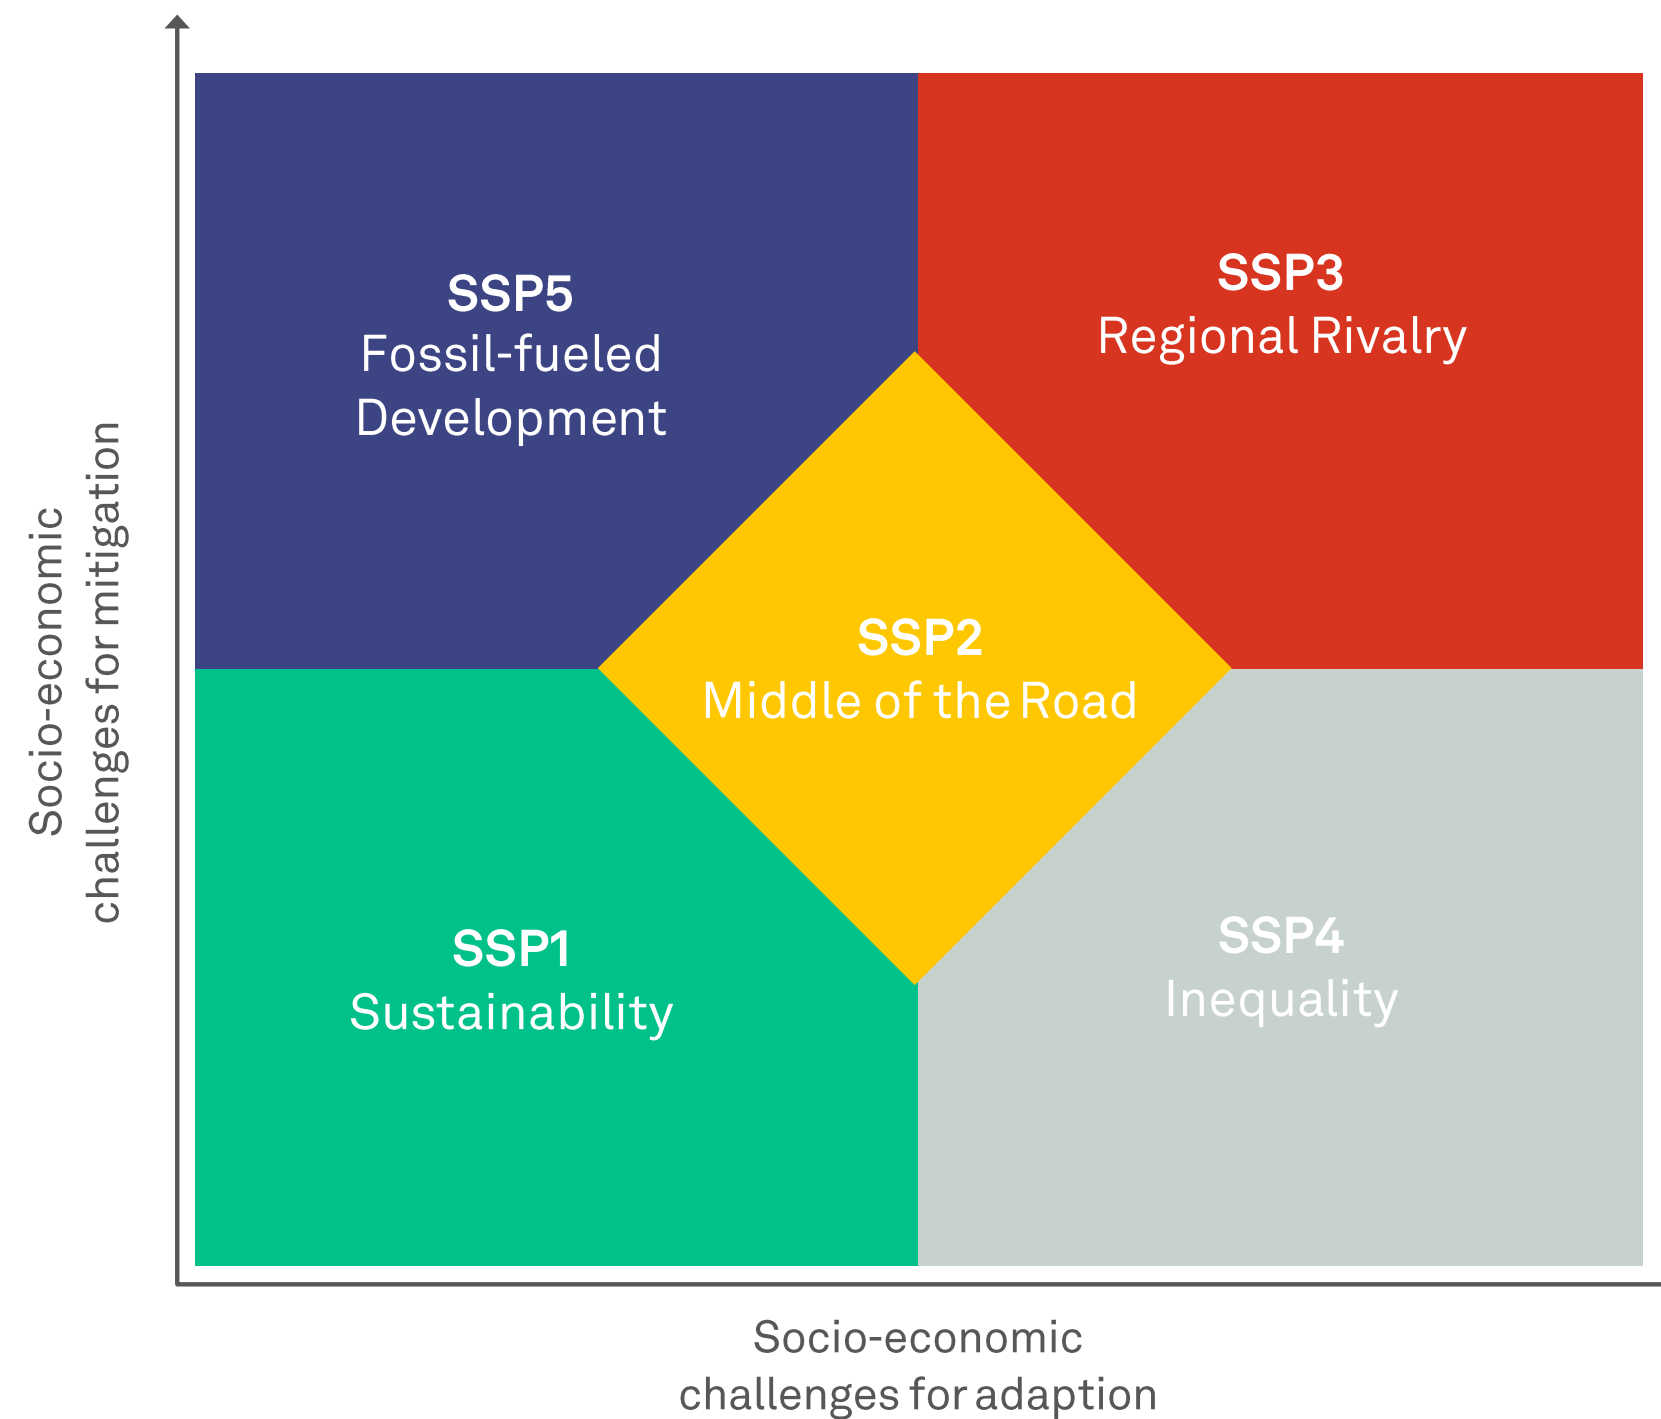 Socio-economic
challenges for mitigation
SSP5
Fossil-fueled
Development
SSP3
Regional Rivalry
SSP2
Middle of the Road
SSP1
Sustainability
SSP4
Inequality
Socio-economic
challenges for adaption